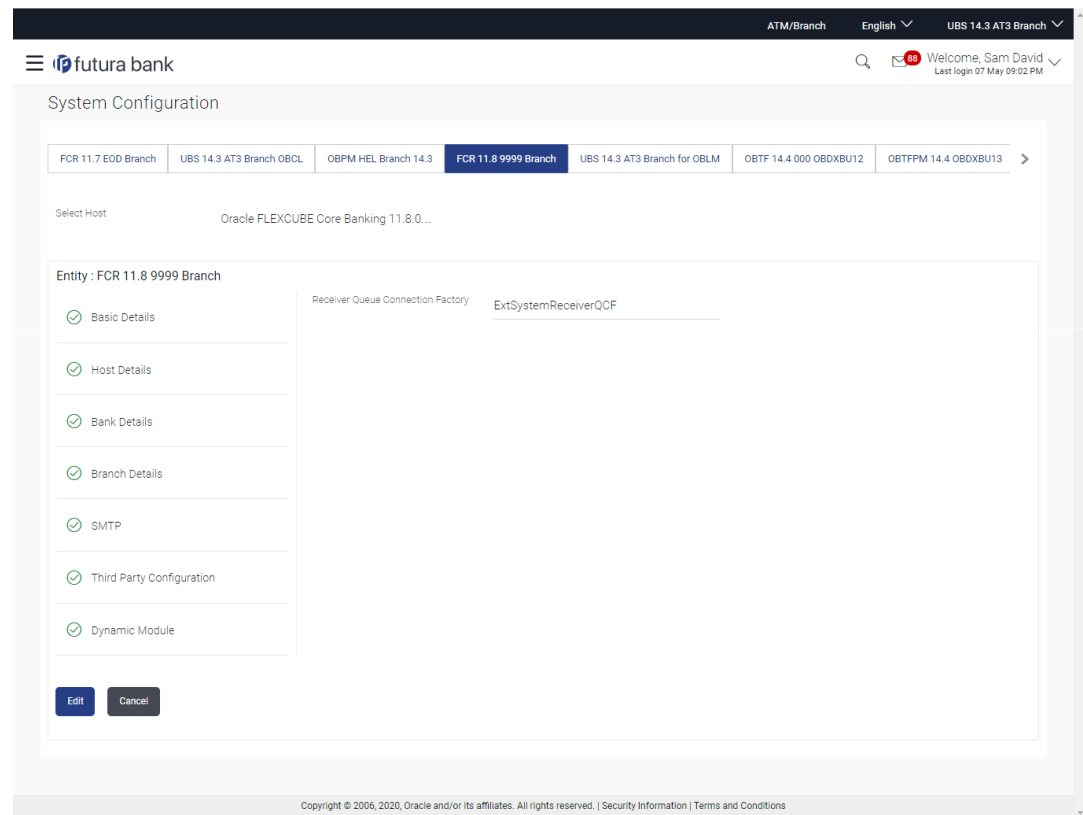 ATM/Branch English UBS 14.3 AT3 Branch
futura bank 88 Welcome, Sam David
Last login 07 May 09:02 PM
System Configuration
FCR 11.7 EOD Branch UBS 14.3 AT3 Branch OBCL OBPM HEL Branch 14.3 FCR 11.8 9999 Branch UBS 14.3 AT3 Branch for OBLM OBTF 14.4 000 OBDXBU12 OBTFPM 14.4 OBDXBU13
Select Host Oracle FLEXCUBE Core Banking 11.8.0....
Entity : FCR 11.8 9999 Branch
Receiver Queue Connection Factory ExtSystemReceiverQCF
Basic Details
Host Details
Bank Details
Branch Details
SMTP
Third Party Configuration
Dynamic Module
Edit Cancel
Copyright © 2006, 2020, Oracle and/or its affiliates. All rights reserved. | Security Information | Terms and Conditions